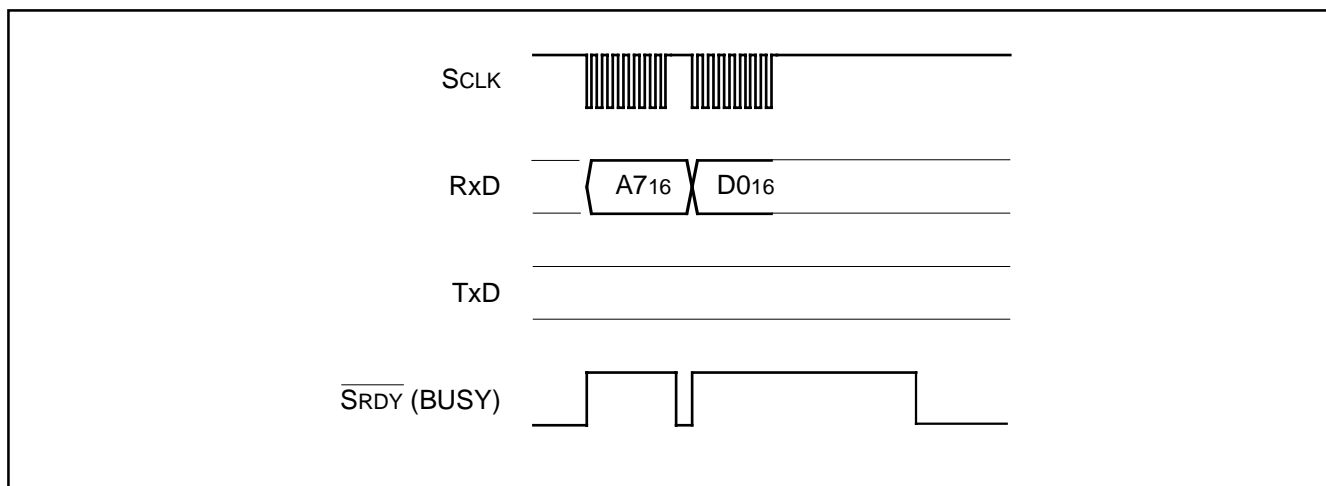 SCLK
RxD
A716
D016
TxD
SRDY (BUSY)